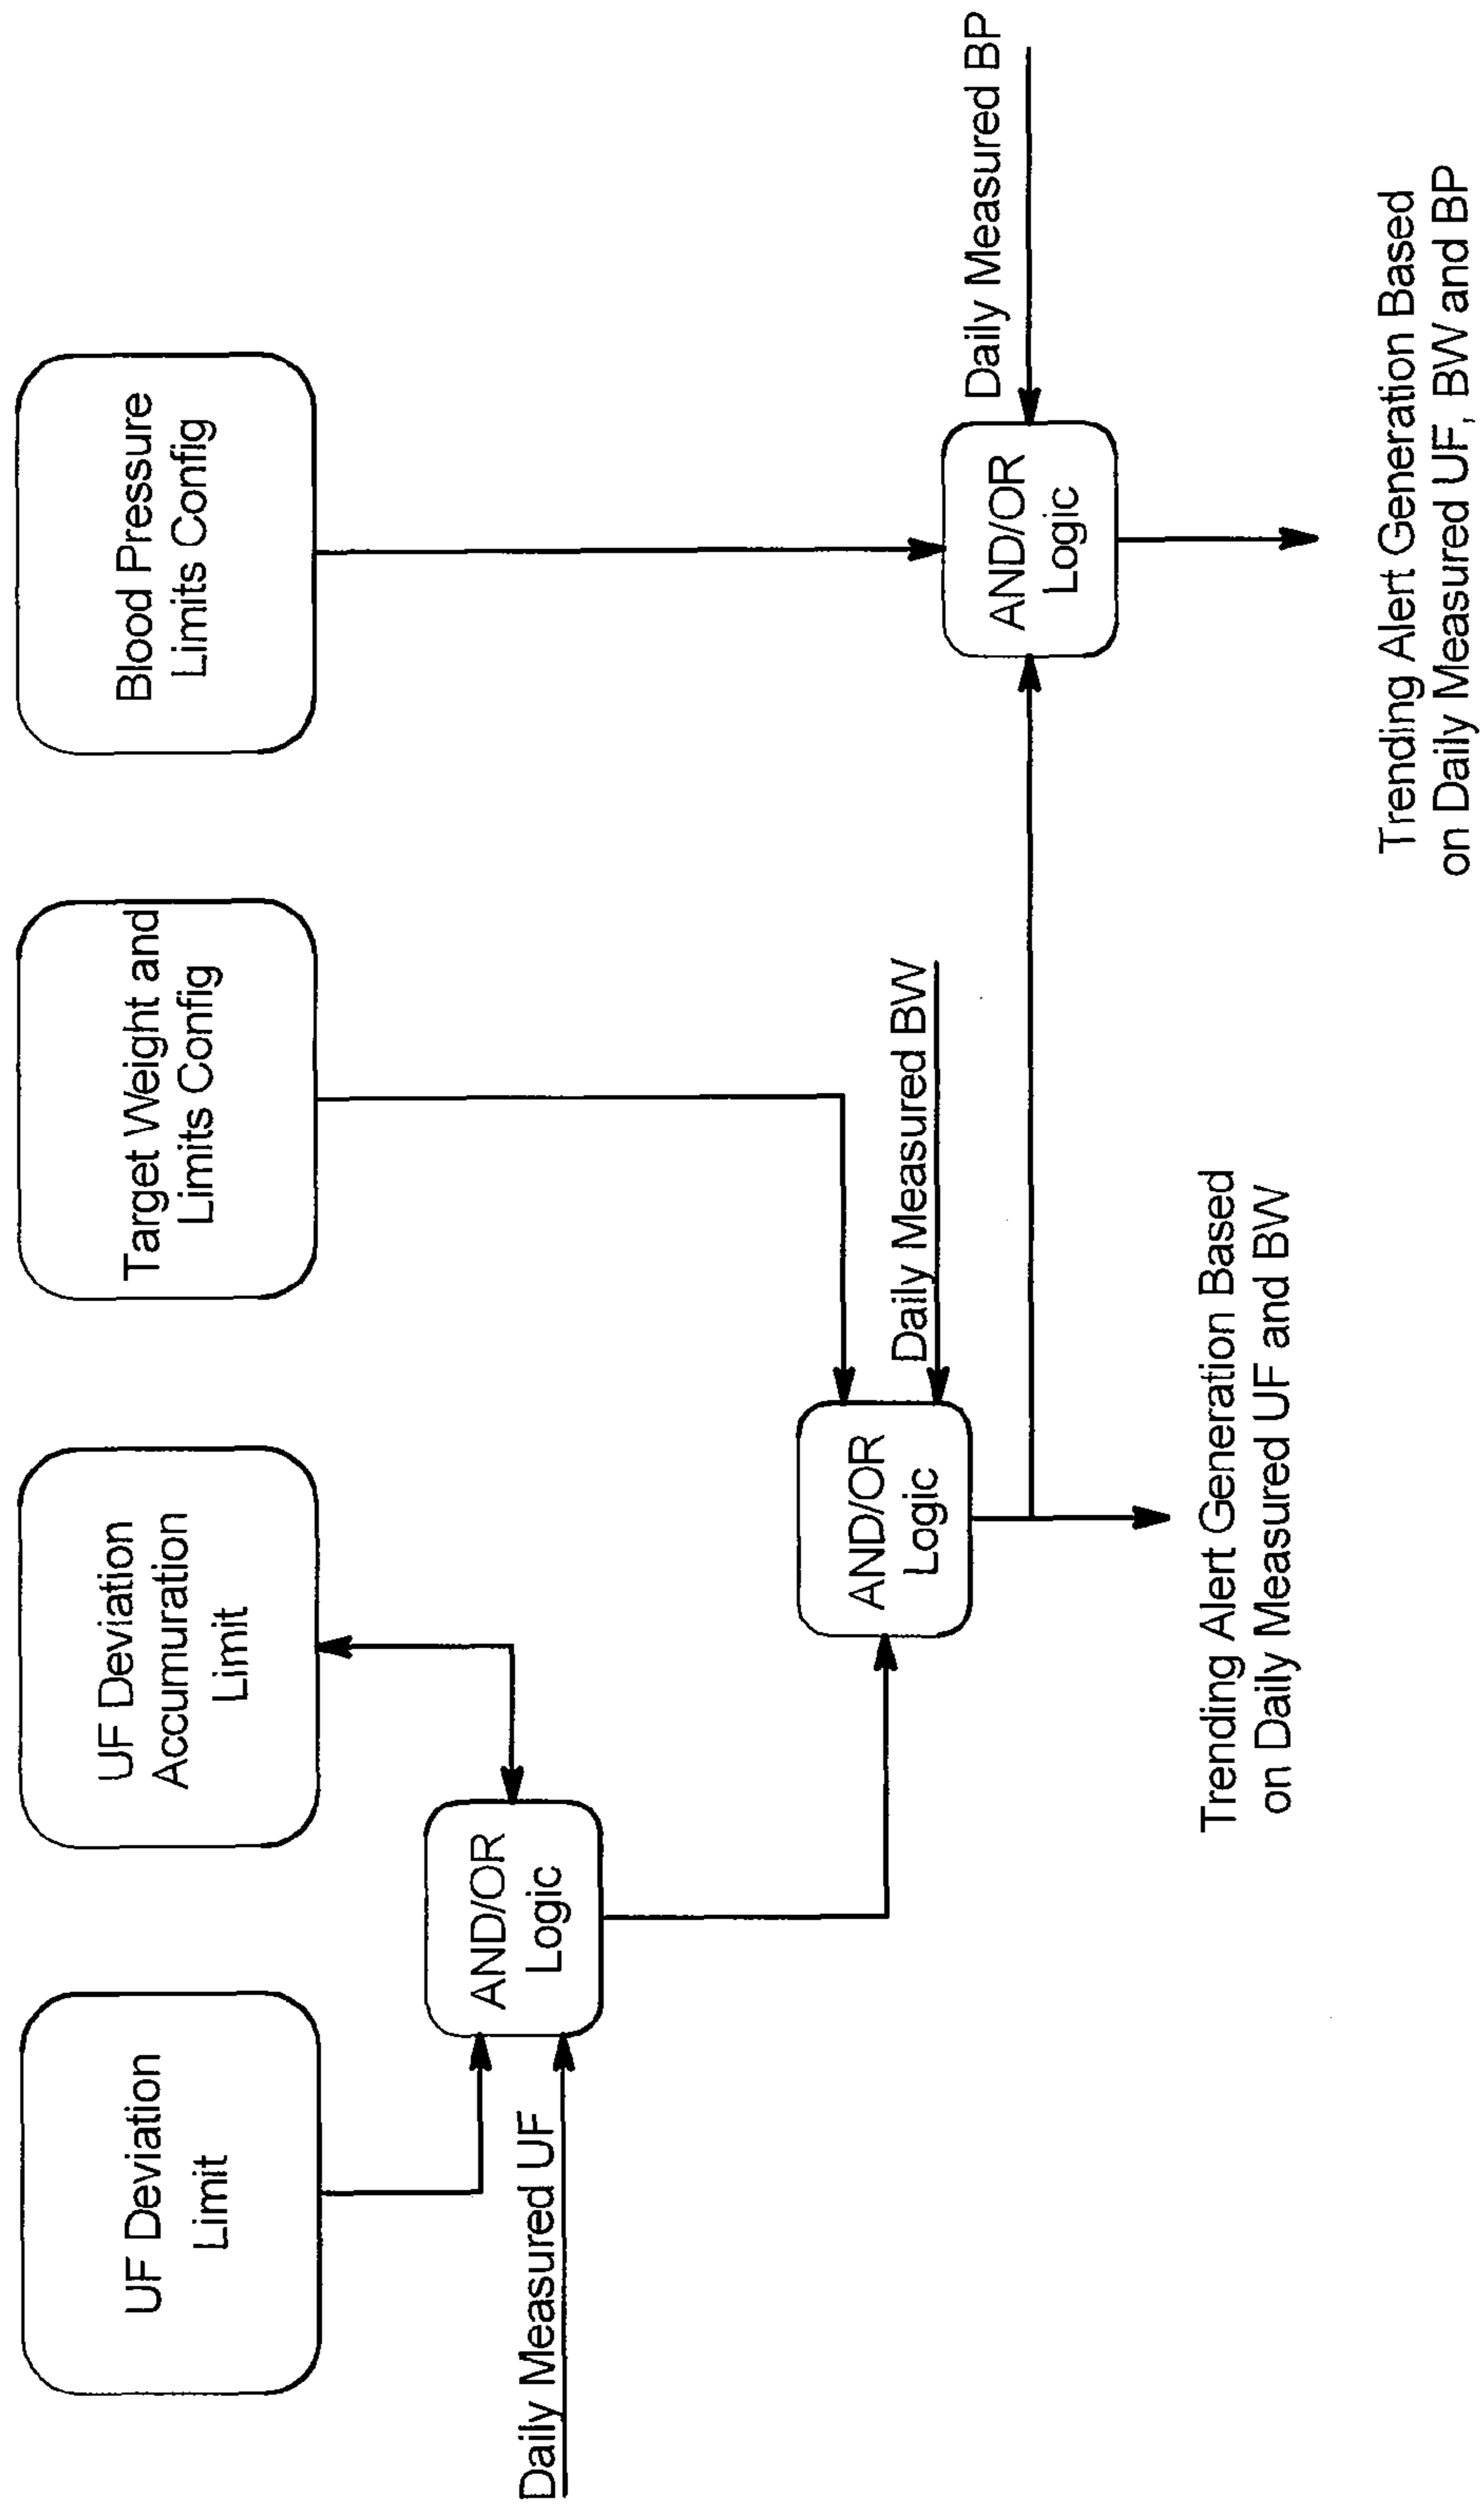 UF Deviation
Limit
UF Deviation
Accumuration
Limit
Target Weight and
Limits Config
Blood Pressure
Limits Config
Daily Measured UF
AND/OR
Logic
AND/OR
Logic
Daily Measured BW
AND/OR
Logic
Daily Measured BP
Trending Alert Generation Based
on Daily Measured UF and BW
Trending Alert Generation Based
on Daily Measured UF, BW and BP